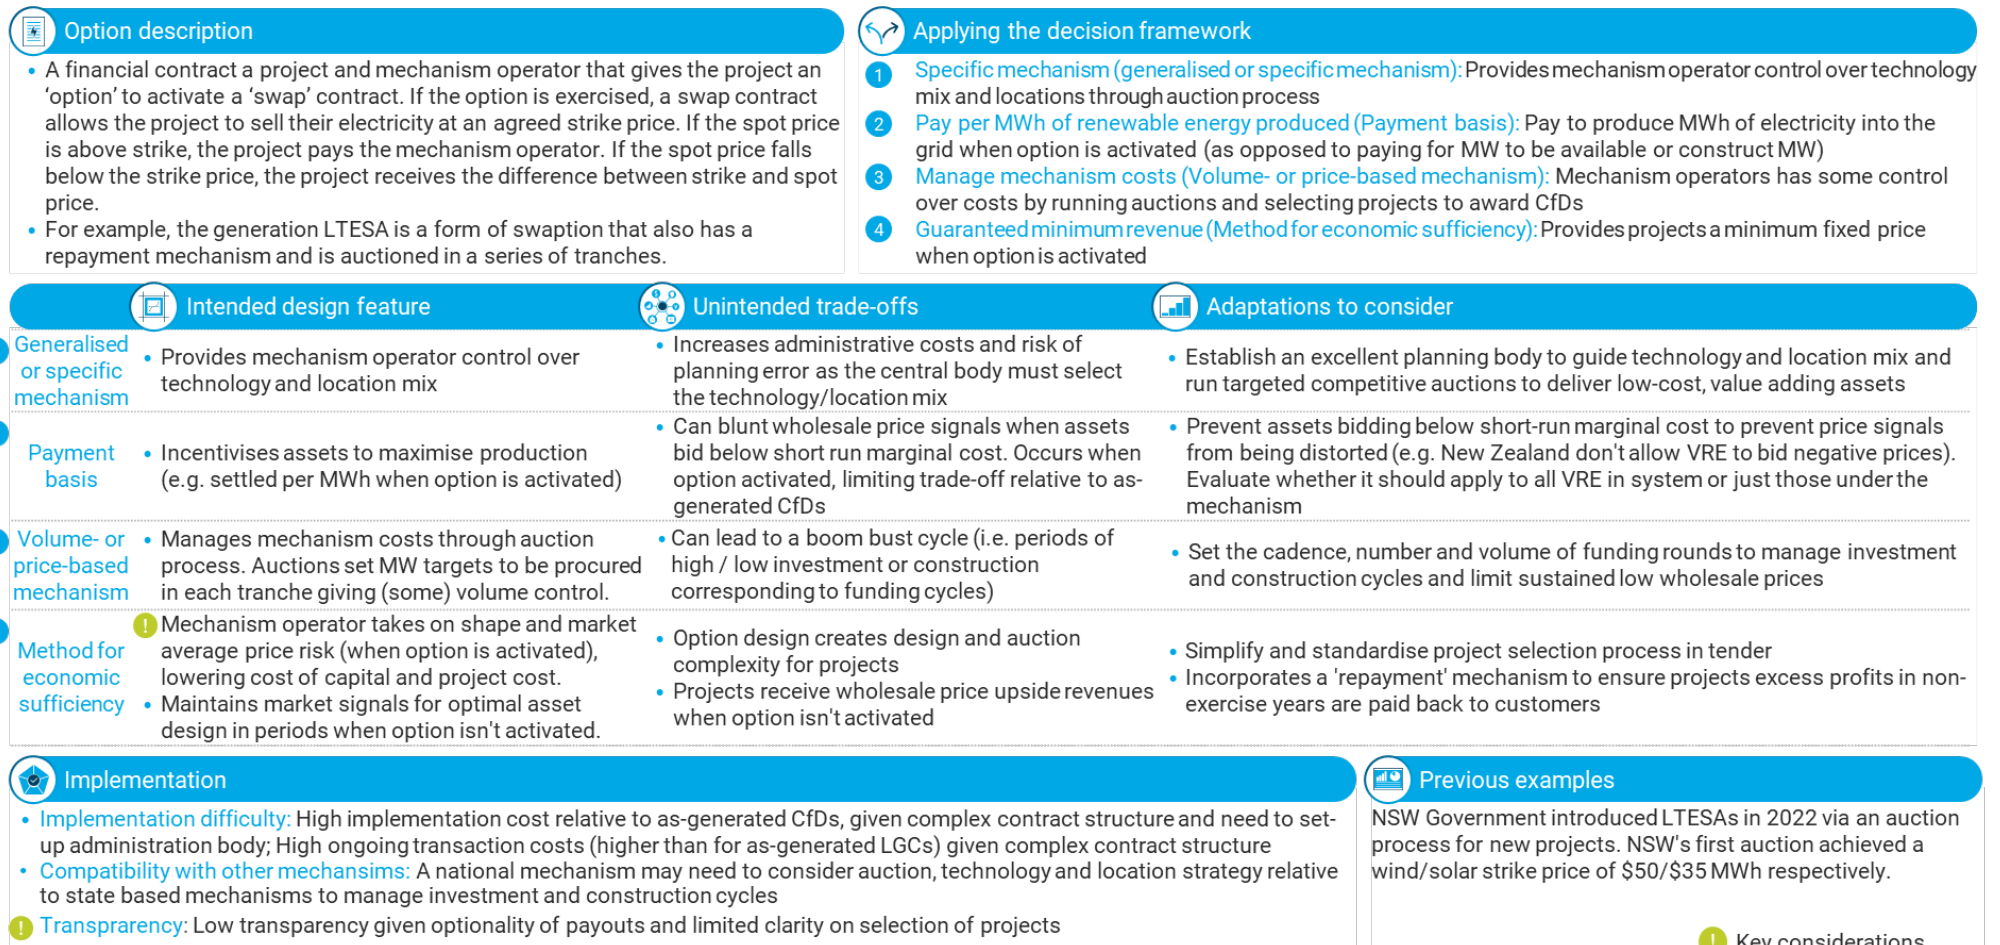 Option description
• A financial contract a project and mechanism operator that gives the project an
'option' to activate a 'swap' contract. If the option is exercised, a swap contract
allows the project to sell their electricity at an agreed strike price. If the spot price
is above strike, the project pays the mechanism operator. If the spot price falls
below the strike price, the project receives the difference between strike and spot
price.
• For example, the generation LTESA is a form of swaption that also has a
repayment mechanism and is auctioned in a series of tranches.
Applying the decision framework
1 Specific mechanism (generalised or specific mechanism): Provides mechanism operator control over technology
mix and locations through auction process
2 Pay per MWh of renewable energy produced (Payment basis): Pay to produce MWh of electricity into the
grid when option is activated (as opposed to paying for MW to be available or construct MW)
3 Manage mechanism costs (Volume- or price-based mechanism): Mechanism operators has some control
over costs by running auctions and selecting projects to award CfDs
4 Guaranteed minimum revenue (Method for economic sufficiency): Provides projects a minimum fixed price
when option is activated
Intended design feature
Unintended trade-offs
Adaptations to consider
Generalised
or specific
mechanism
• Provides mechanism operator control over
technology and location mix
• Increases administrative costs and risk of
planning error as the central body must select
the technology/location mix
• Establish an excellent planning body to guide technology and location mix and
run targeted competitive auctions to deliver low-cost, value adding assets
Payment
basis
• Incentivises assets to maximise production
(e.g. settled per MWh when option is activated)
• Can blunt wholesale price signals when assets
bid below short run marginal cost. Occurs when
option activated, limiting trade-off relative to as-
generated CfDs
• Prevent assets bidding below short-run marginal cost to prevent price signals
from being distorted (e.g. New Zealand don't allow VRE to bid negative prices).
Evaluate whether it should apply to all VRE in system or just those under the
mechanism
Volume- or
price-based
mechanism
• Manages mechanism costs through auction
process. Auctions set MW targets to be procured
in each tranche giving (some) volume control.
• Can lead to a boom bust cycle (i.e. periods of
high / low investment or construction
corresponding to funding cycles)
• Set the cadence, number and volume of funding rounds to manage investment
and construction cycles and limit sustained low wholesale prices
Method for
economic
sufficiency
! Mechanism operator takes on shape and market
average price risk (when option is activated),
lowering cost of capital and project cost.
• Maintains market signals for optimal asset
design in periods when option isn't activated.
• Option design creates design and auction
complexity for projects
• Projects receive wholesale price upside revenues
when option isn't activated
• Simplify and standardise project selection process in tender
• Incorporates a 'repayment' mechanism to ensure projects excess profits in non-
exercise years are paid back to customers
Implementation
• Implementation difficulty: High implementation cost relative to as-generated CfDs, given complex contract structure and need to set-
up administration body; High ongoing transaction costs (higher than for as-generated LGCs) given complex contract structure
• Compatibility with other mechansims: A national mechanism may need to consider auction, technology and location strategy relative
to state based mechanisms to manage investment and construction cycles
! Transprarency: Low transparency given optionality of payouts and limited clarity on selection of projects
Previous examples
NSW Government introduced LTESAs in 2022 via an auction
process for new projects. NSW's first auction achieved a
wind/solar strike price of $50/$35 MWh respectively.
! Key considerations